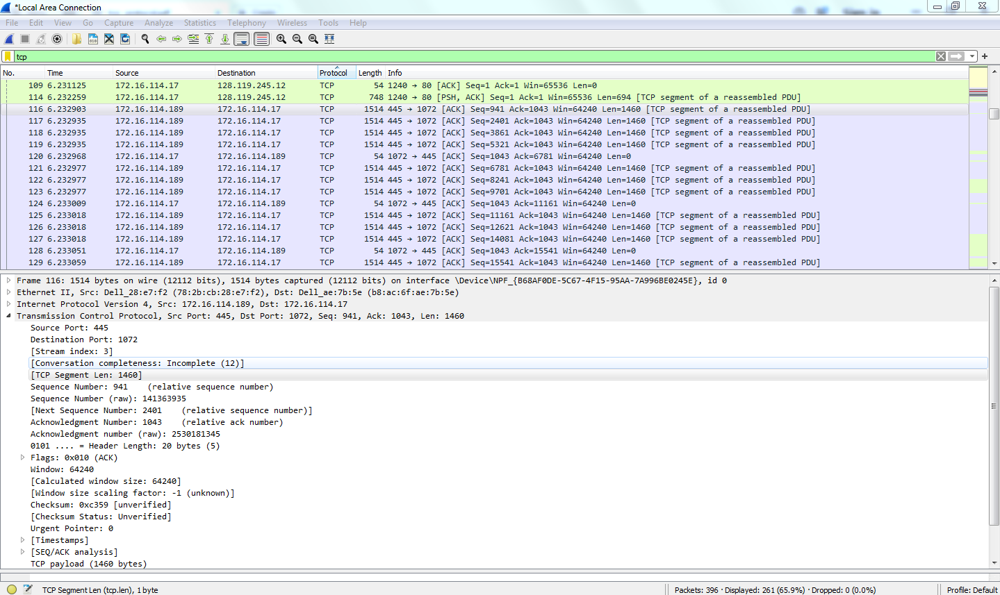 *Local Area Connection
File Edit View Go Capture Analyze Statistics Telephony Wireless Tools Help
tcp
No. Time Source Destination Protocol Length Info
109 6.231125 172.16.114.17 128.119.245.12 TCP 54 1240 → 80 [ACK] Seq=1 Ack=1 Win=65536 Len=0
114 6.232259 172.16.114.17 128.119.245.12 TCP 748 1240 → 80 [PSH, ACK] Seq=1 Ack=1 Win=65536 Len=694 [TCP segment of a reassembled PDU]
116 6.232903 172.16.114.189 172.16.114.17 TCP 1514 445 → 1072 [ACK] Seq=941 Ack=1043 Win=64240 Len=1460 [TCP segment of a reassembled PDU]
117 6.232935 172.16.114.189 172.16.114.17 TCP 1514 445 → 1072 [ACK] Seq=2401 Ack=1043 Win=64240 Len=1460 [TCP segment of a reassembled PDU]
118 6.232935 172.16.114.189 172.16.114.17 TCP 1514 445 → 1072 [ACK] Seq=3861 Ack=1043 Win=64240 Len=1460 [TCP segment of a reassembled PDU]
119 6.232935 172.16.114.189 172.16.114.17 TCP 1514 445 → 1072 [ACK] Seq=5321 Ack=1043 Win=64240 Len=1460 [TCP segment of a reassembled PDU]
120 6.232968 172.16.114.17 172.16.114.189 TCP 54 1072 → 445 [ACK] Seq=1043 Ack=6781 Win=64240 Len=0
121 6.232977 172.16.114.189 172.16.114.17 TCP 1514 445 → 1072 [ACK] Seq=6781 Ack=1043 Win=64240 Len=1460 [TCP segment of a reassembled PDU]
122 6.232977 172.16.114.189 172.16.114.17 TCP 1514 445 → 1072 [ACK] Seq=8241 Ack=1043 Win=64240 Len=1460 [TCP segment of a reassembled PDU]
123 6.232977 172.16.114.189 172.16.114.17 TCP 1514 445 → 1072 [ACK] Seq=9701 Ack=1043 Win=64240 Len=1460 [TCP segment of a reassembled PDU]
124 6.233009 172.16.114.17 172.16.114.189 TCP 54 1072 → 445 [ACK] Seq=1043 Ack=11161 Win=64240 Len=0
125 6.233018 172.16.114.189 172.16.114.17 TCP 1514 445 → 1072 [ACK] Seq=11161 Ack=1043 Win=64240 Len=1460 [TCP segment of a reassembled PDU]
126 6.233018 172.16.114.189 172.16.114.17 TCP 1514 445 → 1072 [ACK] Seq=12621 Ack=1043 Win=64240 Len=1460 [TCP segment of a reassembled PDU]
127 6.233018 172.16.114.189 172.16.114.17 TCP 1514 445 → 1072 [ACK] Seq=14081 Ack=1043 Win=64240 Len=1460 [TCP segment of a reassembled PDU]
128 6.233051 172.16.114.17 172.16.114.189 TCP 54 1072 → 445 [ACK] Seq=1043 Ack=15541 Win=64240 Len=0
129 6.233059 172.16.114.189 172.16.114.17 TCP 1514 445 → 1072 [ACK] Seq=15541 Ack=1043 Win=64240 Len=1460 [TCP segment of a reassembled PDU]
Frame 116: 1514 bytes on wire (12112 bits), 1514 bytes captured (12112 bits) on interface \Device\NPF_{B68AF0DE-5C67-4F15-95AA-7A996BE0245E}, id 0
Ethernet II, Src: Dell_28:e7:f2 (78:2b:cb:28:e7:f2), Dst: Dell_ae:7b:5e (b8:ac:6f:ae:7b:5e)
Internet Protocol Version 4, Src: 172.16.114.189, Dst: 172.16.114.17
Transmission Control Protocol, Src Port: 445, Dst Port: 1072, Seq: 941, Ack: 1043, Len: 1460
Source Port: 445
Destination Port: 1072
[Stream index: 3]
[Conversation completeness: Incomplete (12)]
[TCP Segment Len: 1460]
Sequence Number: 941 (relative sequence number)
Sequence Number (raw): 141363935
[Next Sequence Number: 2401 (relative sequence number)]
Acknowledgment Number: 1043 (relative ack number)
Acknowledgment number (raw): 2530181345
0101 .... = Header Length: 20 bytes (5)
Flags: 0x010 (ACK)
Window: 64240
[Calculated window size: 64240]
[Window size scaling factor: -1 (unknown)]
Checksum: 0xc359 [unverified]
[Checksum Status: Unverified]
Urgent Pointer: 0
[Timestamps]
[SEQ/ACK analysis]
TCP payload (1460 bytes)
TCP Segment Len (tcp.len), 1 byte
Packets: 396 · Displayed: 261 (65.9%) · Dropped: 0 (0.0%)
Profile: Default